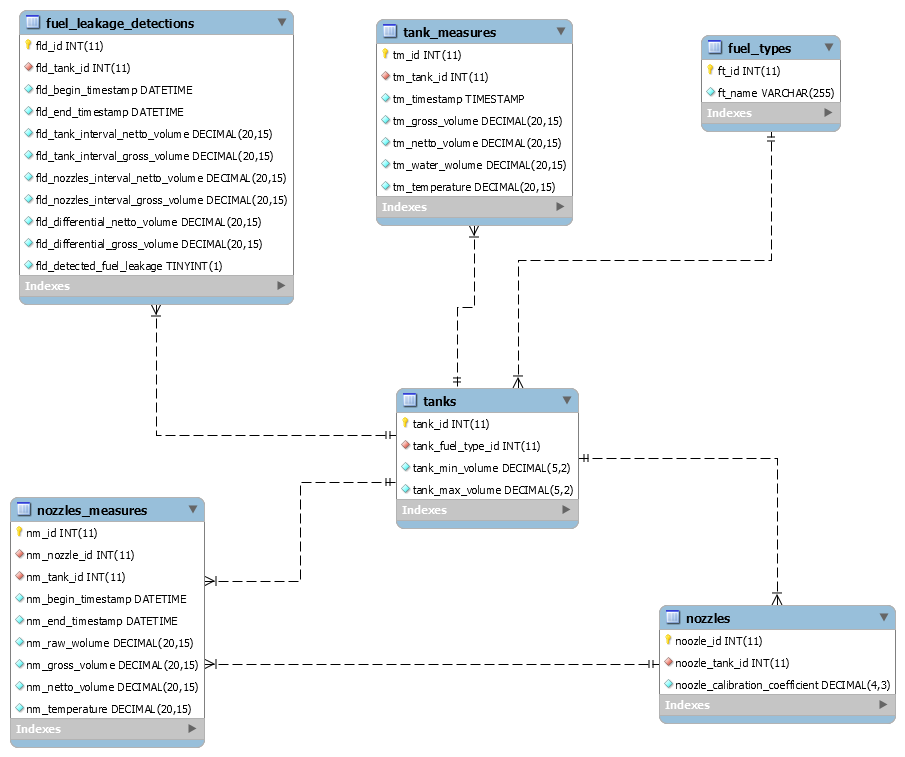 fuel_leakage_detections
fld_id INT(11)
fld_tank_id INT(11)
fld_begin_timestamp DATETIME
fld_end_timestamp DATETIME
fld_tank_interval_netto_volume DECIMAL(20,15)
fld_tank_interval_gross_volume DECIMAL(20,15)
fld_nozzles_interval_netto_volume DECIMAL(20,15)
fld_nozzles_interval_gross_volume DECIMAL(20,15)
fld_differential_netto_volume DECIMAL(20,15)
fld_differential_gross_volume DECIMAL(20,15)
fld_detected_fuel_leakage TINYINT(1)
Indexes
tank_measures
tm_id INT(11)
tm_tank_id INT(11)
tm_timestamp TIMESTAMP
tm_gross_volume DECIMAL(20,15)
tm_netto_volume DECIMAL(20,15)
tm_water_wolume DECIMAL(20,15)
tm_temperature DECIMAL(20,15)
Indexes
fuel_types
ft_id INT(11)
ft_name VARCHAR(255)
Indexes
tanks
tank_id INT(11)
tank_fuel_type_id INT(11)
tank_min_volume DECIMAL(5,2)
tank_max_volume DECIMAL(5,2)
Indexes
nozzles_measures
nm_id INT(11)
nm_nozzle_id INT(11)
nm_tank_id INT(11)
nm_begin_timestamp DATETIME
nm_end_timestamp DATETIME
nm_raw_wolume DECIMAL(20,15)
nm_gross_volume DECIMAL(20,15)
nm_netto_volume DECIMAL(20,15)
nm_temperature DECIMAL(20,15)
Indexes
nozzles
noozle_id INT(11)
noozle_tank_id INT(11)
noozle_calibration_coefficient DECIMAL(4,3)
Indexes